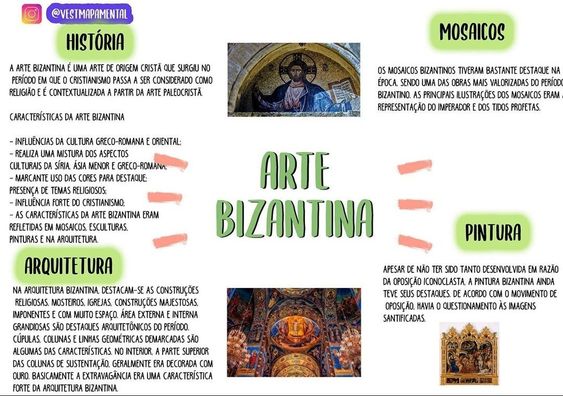 @VESTMAPAMENTAL
HISTÓRIA
A ARTE BIZANTINA É UMA ARTE DE ORIGEM CRISTÃ QUE SURGIU NO
PERÍODO EM QUE O CRISTIANISMO PASSA A SER CONSIDERADO COMO
RELIGIÃO E É CONTEXTUALIZADA A PARTIR DA ARTE PALEOCRISTÃ.
CARACTERÍSTICAS DA ARTE BIZANTINA
- INFLUÊNCIAS DA CULTURA GRECO-ROMANA E ORIENTAL;
- REALIZA UMA MISTURA DOS ASPECTOS
CULTURAIS DA SÍRIA, ÁSIA MENOR E GRECO-ROMANA;
- MARCANTE USO DAS CORES PARA DESTAQUE;
PRESENÇA DE TEMAS RELIGIOSOS;
- INFLUÊNCIA FORTE DO CRISTIANISMO;
- AS CARACTERÍSTICAS DA ARTE BIZANTINA ERAM
REFLETIDAS EM MOSAICOS, ESCULTURAS,
PINTURAS E NA ARQUITETURA.
ARQUITETURA
NA ARQUITETURA BIZANTINA, DESTACAM-SE AS CONSTRUÇÕES
RELIGIOSAS, MOSTEIROS, IGREJAS, CONSTRUÇÕES MAJESTOSAS,
IMPONENTES E COM MUITO ESPAÇO. ÁREA EXTERNA E INTERNA
GRANDIOSAS SÃO DESTAQUES ARQUITETÔNICOS DO PERÍODO.
CÚPULAS, COLUNAS E LINHAS GEOMÉTRICAS DEMARCADAS SÃO
ALGUMAS DAS CARACTERÍSTICAS. NO INTERIOR, A PARTE SUPERIOR
DAS COLUNAS DE SUSTENTAÇÃO, GERALMENTE ERA DECORADA COM
OURO. BASICAMENTE A EXTRAVAGÂNCIA ERA UMA CARACTERÍSTICA
FORTE DA ARQUITETURA BIZANTINA.
ARTE
BIZANTINA
MOSAICOS
OS MOSAICOS BIZANTINOS TIVERAM BASTANTE DESTAQUE NA
ÉPOCA, SENDO UMA DAS OBRAS MAIS VALORIZADAS DO PERÍODO
BIZANTINO. AS PRINCIPAIS ILUSTRAÇÕES DOS MOSAICOS ERAM A
REPRESENTAÇÃO DO IMPERADOR E DOS TIDOS PROFETAS.
PINTURA
APESAR DE NÃO TER SIDO TANTO DESENVOLVIDA EM RAZÃO
DA OPOSIÇÃO ICONOCLASTA, A PINTURA BIZANTINA AINDA
TEVE SEUS DESTAQUES. DE ACORDO COM O MOVIMENTO DE
OPOSIÇÃO, HAVIA O QUESTIONAMENTO ÀS IMAGENS
SANTIFICADAS.